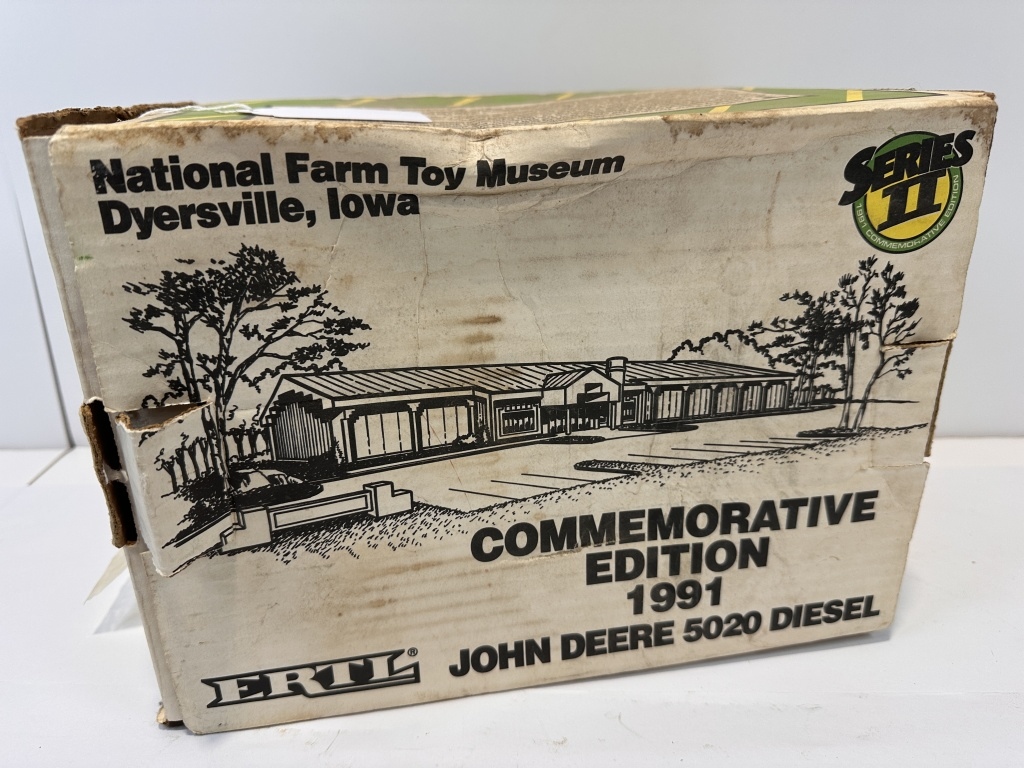 National Farm Toy Museum
Dyersville, Iowa
SERIES
II
1991 COMMEMORATIVE EDITION
COMMEMORATIVE
EDITION
1991
JOHN DEERE 5020 DIESEL
ERTL®